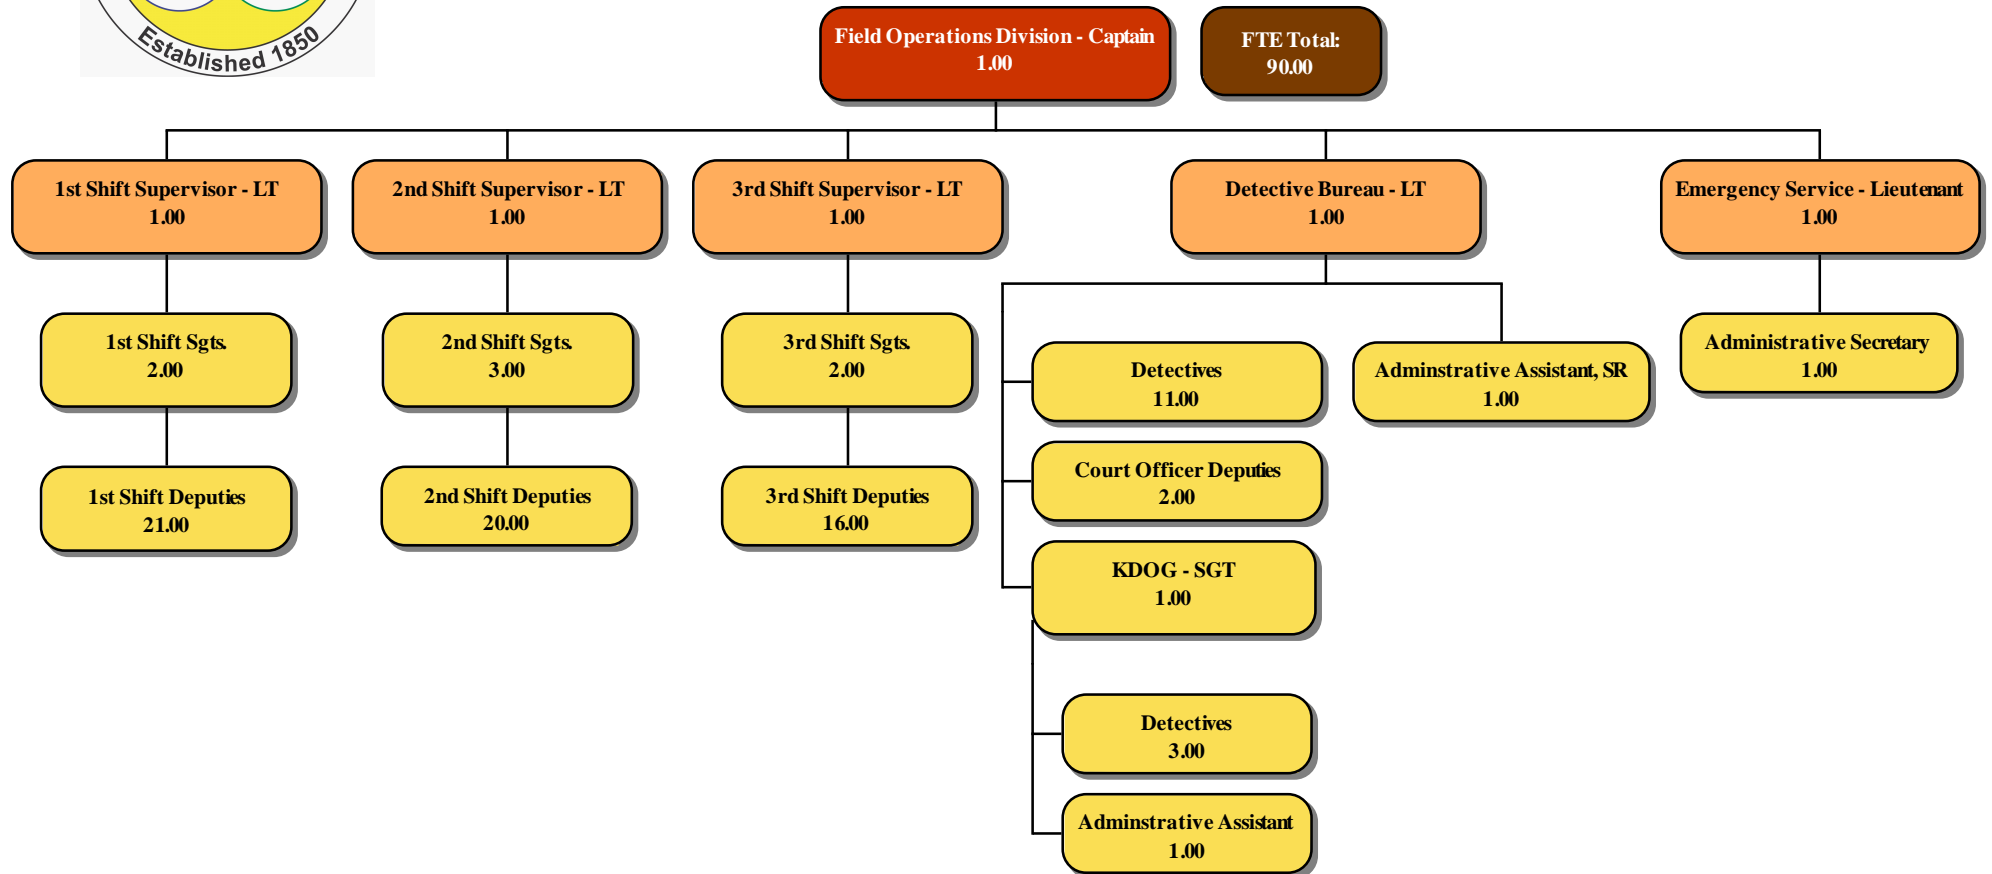 Established 1850
Field Operations Division - Captain
1.00
FTE Total:
90.00
1st Shift Supervisor - LT
1.00
2nd Shift Supervisor - LT
1.00
3rd Shift Supervisor - LT
1.00
Detective Bureau - LT
1.00
Emergency Service - Lieutenant
1.00
1st Shift Sgts.
2.00
2nd Shift Sgts.
3.00
3rd Shift Sgts.
2.00
Detectives
11.00
Adminstrative Assistant, SR
1.00
Administrative Secretary
1.00
Court Officer Deputies
2.00
1st Shift Deputies
21.00
2nd Shift Deputies
20.00
3rd Shift Deputies
16.00
KDOG - SGT
1.00
Detectives
3.00
Adminstrative Assistant
1.00